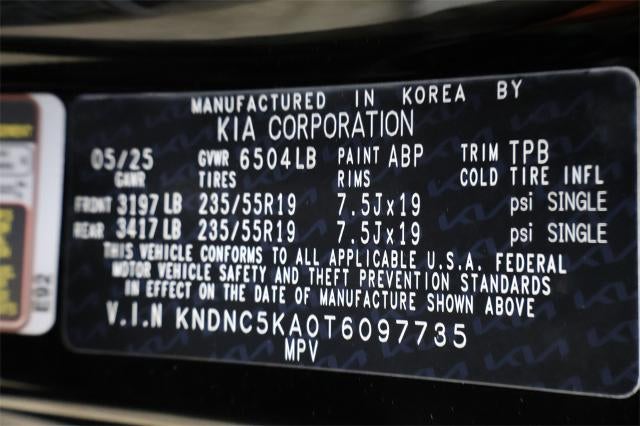 MANUFACTURED IN KOREA BY
KIA CORPORATION
05/25 GVWR 6504LB PAINT ABP TRIM TPB
GAWR TIRES RIMS COLD TIRE INFL
FRONT 3197 LB 235/55R19 7.5Jx19 psi SINGLE
REAR 3417 LB 235/55R19 7.5Jx19 psi SINGLE
THIS VEHICLE CONFORMS TO ALL APPLICABLE U.S.A. FEDERAL
MOTOR VEHICLE SAFETY AND THEFT PREVENTION STANDARDS
IN EFFECT ON THE DATE OF MANUFACTURE SHOWN ABOVE
V.I.N KNDNC5KA0T6097735
MPV
E92